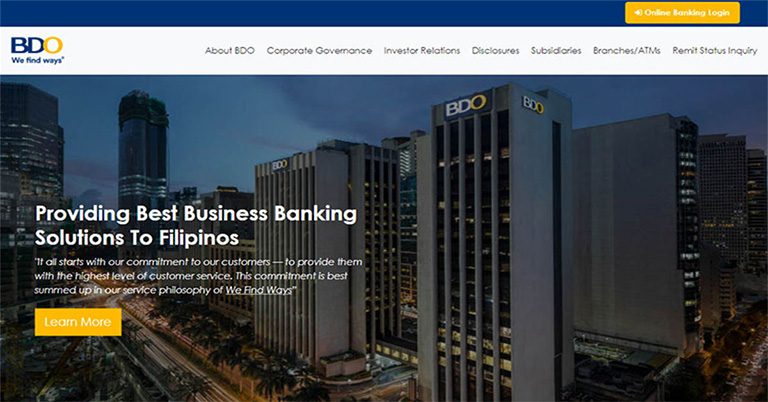 Online Banking Login
BDO
We find ways®
About BDO Corporate Governance Investor Relations Disclosures Subsidiaries Branches/ATMs Remit Status Inquiry
BDO
BDO
BDO
Providing Best Business Banking
Solutions To Filipinos
"It all starts with our commitment to our customers — to provide them
with the highest level of customer service. This commitment is best
summed up in our service philosophy of We Find Ways"
Learn More